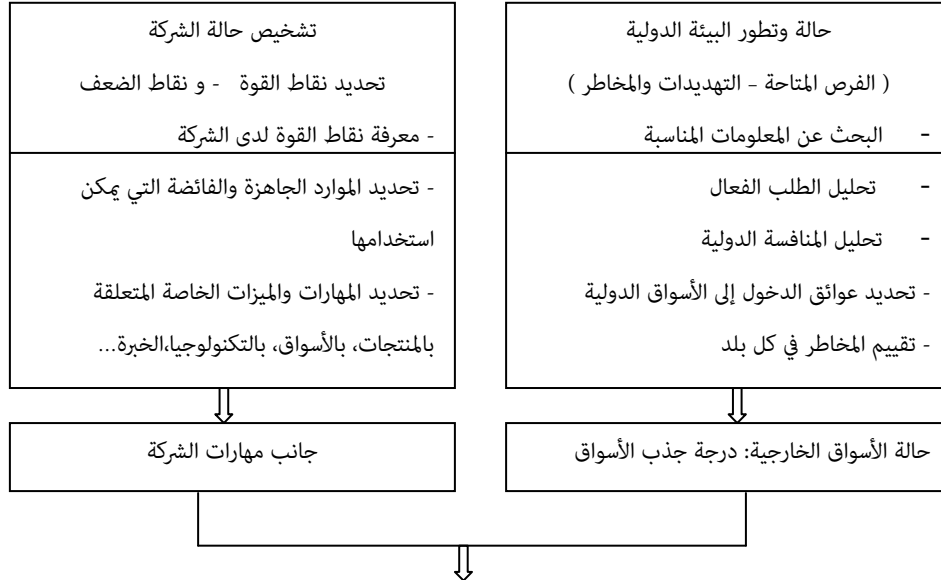 حالة وتطور البيئة الدولية
( الفرص المتاحة – التهديدات والمخاطر )
- البحث عن المعلومات المناسبة
- تحليل الطلب الفعال
- تحليل المنافسة الدولية
- تحديد عوائق الدخول إلى الأسواق الدولية
- تقييم المخاطر في كل بلد
حالة الأسواق الخارجية: درجة جذب الأسواق
تشخيص حالة الشركة
تحديد نقاط القوة - و نقاط الضعف
- معرفة نقاط القوة لدى الشركة
- تحديد الموارد الجاهزة والفائضة التي يمكن
استخدامها
- تحديد المهارات والميزات الخاصة المتعلقة
بالمنتجات، بالأسواق، بالتكنولوجيا،الخبرة...
جانب مهارات الشركة